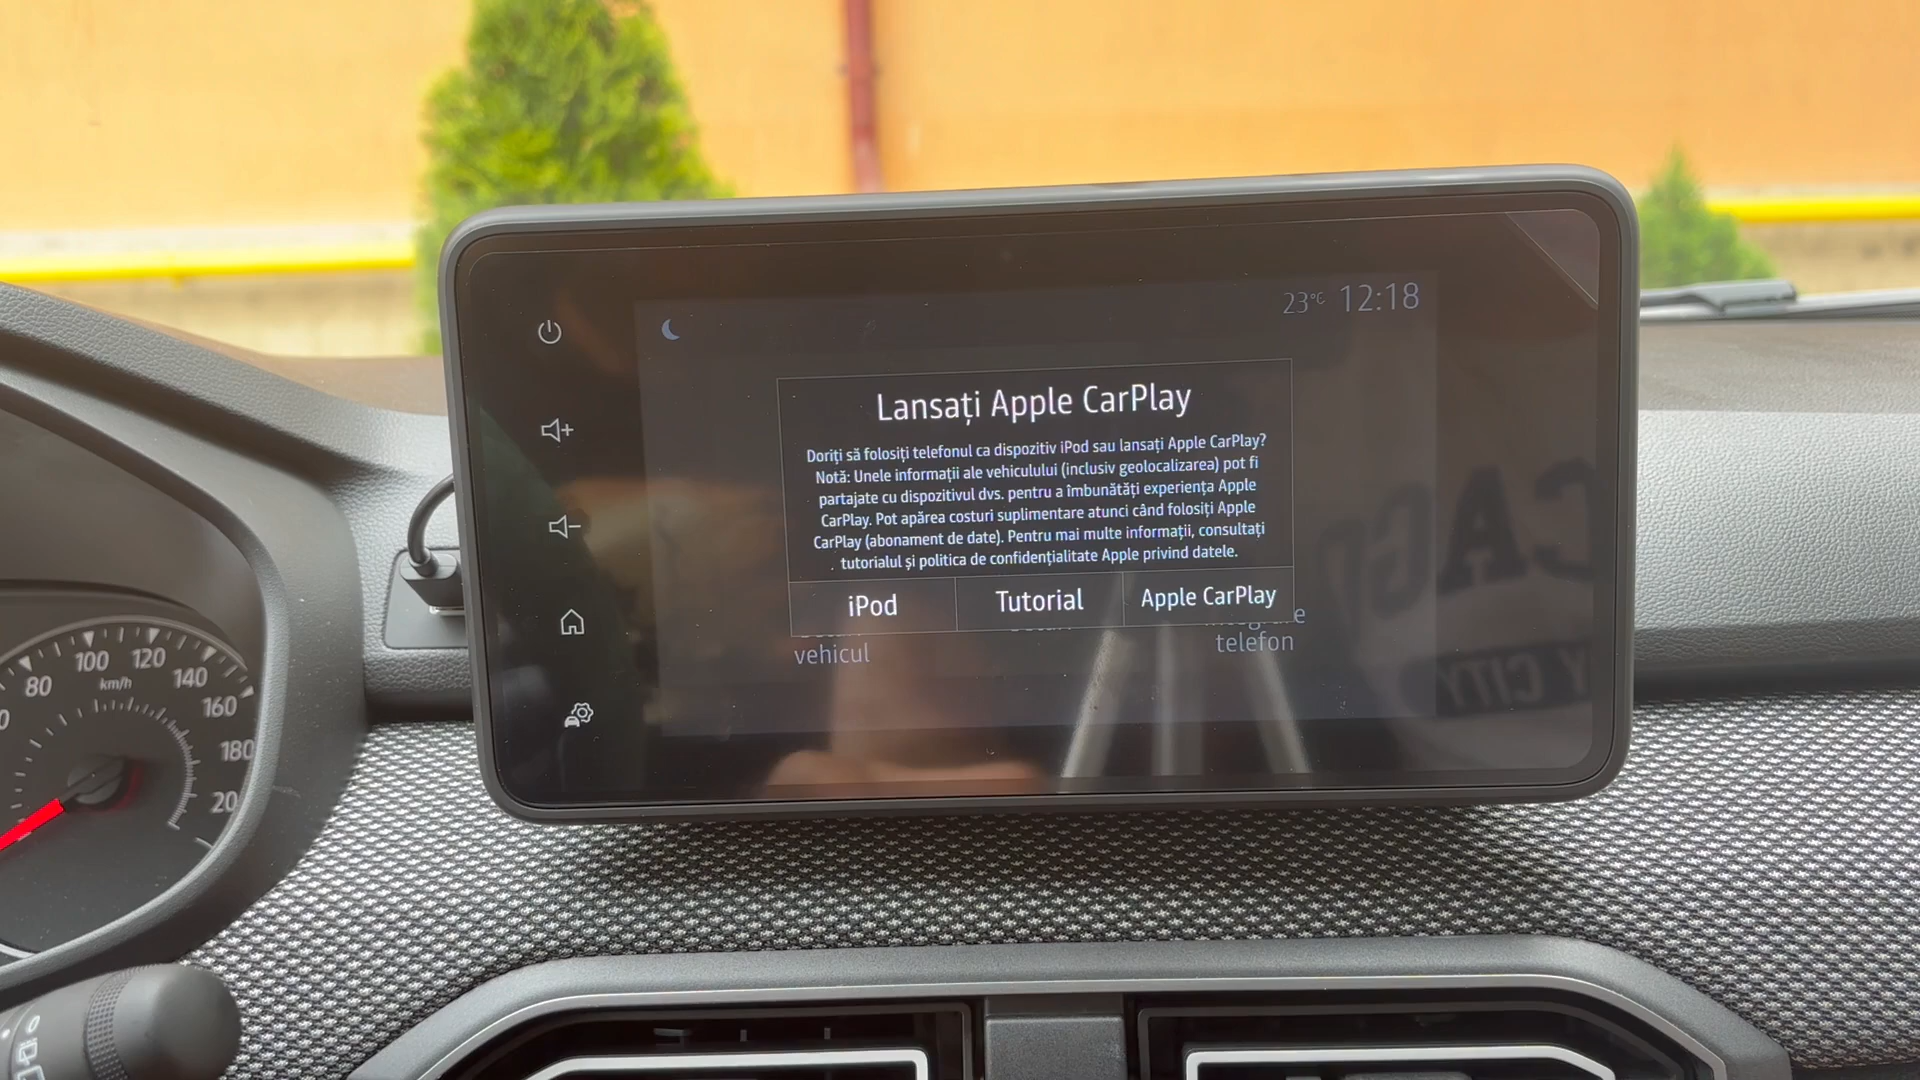 23°C 12:18
Lansați Apple CarPlay
Doriți să folosiți telefonul ca dispozitiv iPod sau lansați Apple CarPlay?
Notă: Unele informații ale vehiculului (inclusiv geolocalizarea) pot fi
partajate cu dispozitivul dvs. pentru a îmbunătăți experiența Apple
CarPlay. Pot apărea costuri suplimentare atunci când folosiți Apple
CarPlay (abonament de date). Pentru mai multe informații, consultați
tutorialul și politica de confidențialitate Apple privind datele.
iPod Tutorial Apple CarPlay
vehicul telefon
80 100 120 140 160 180
km/h